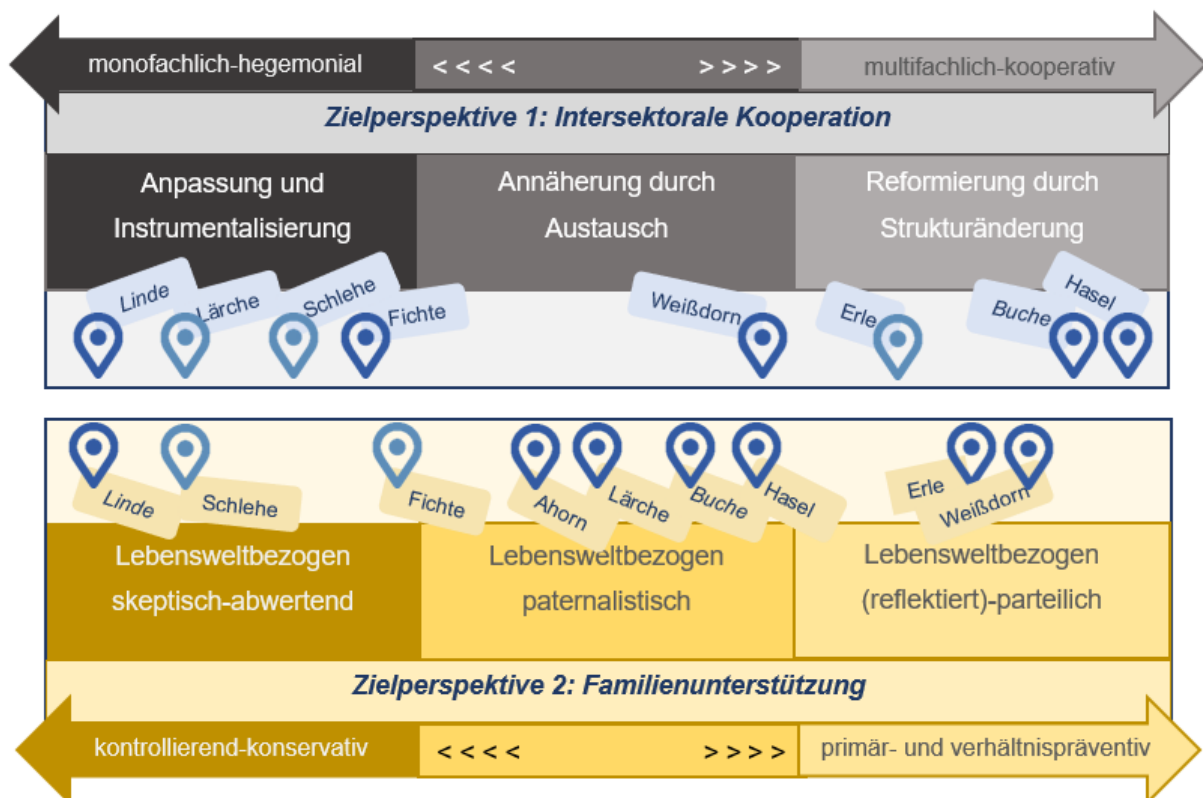 monofachlich-hegemonial < < < < > > > > multifachlich-kooperativ
Zielperspektive 1: Intersektorale Kooperation
Anpassung und
Instrumentalisierung
Annäherung durch
Austausch
Reformierung durch
Strukturänderung
Linde
Lärche
Schlehe
Fichte
Weißdorn
Erle
Buche
Hasel
Linde
Schlehe
Fichte
Ahorn
Lärche
Buche
Hasel
Erle
Weißdorn
Lebensweltbezogen
skeptisch-abwertend
Lebensweltbezogen
paternalistisch
Lebensweltbezogen
(reflektiert)-parteilich
Zielperspektive 2: Familienunterstützung
kontrollierend-konservativ < < < < > > > > primär- und verhältnispräventiv